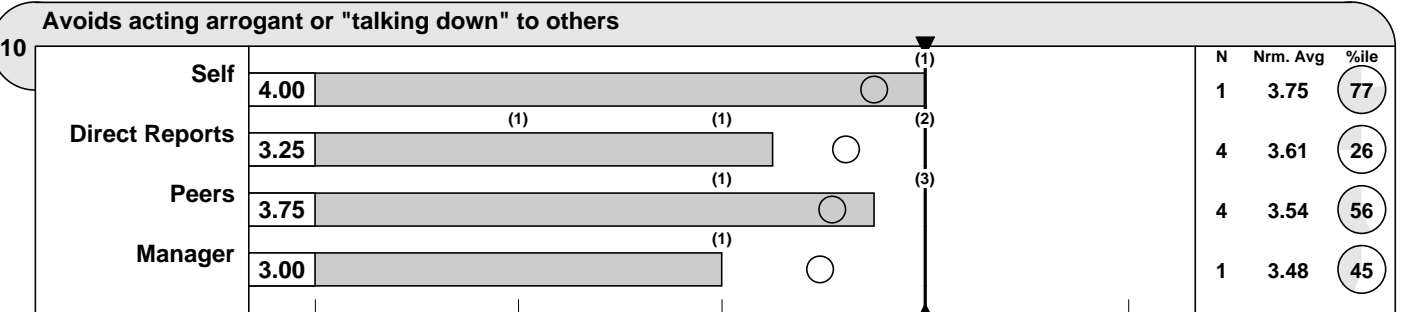 Avoids acting arrogant or "talking down" to others
10
N Nrm. Avg %ile
(1)
Self 4.00 1 3.75 77
(1) (1) (2)
Direct Reports 3.25 4 3.61 26
(1) (3)
Peers 3.75 4 3.54 56
(1)
Manager 3.00 1 3.48 45